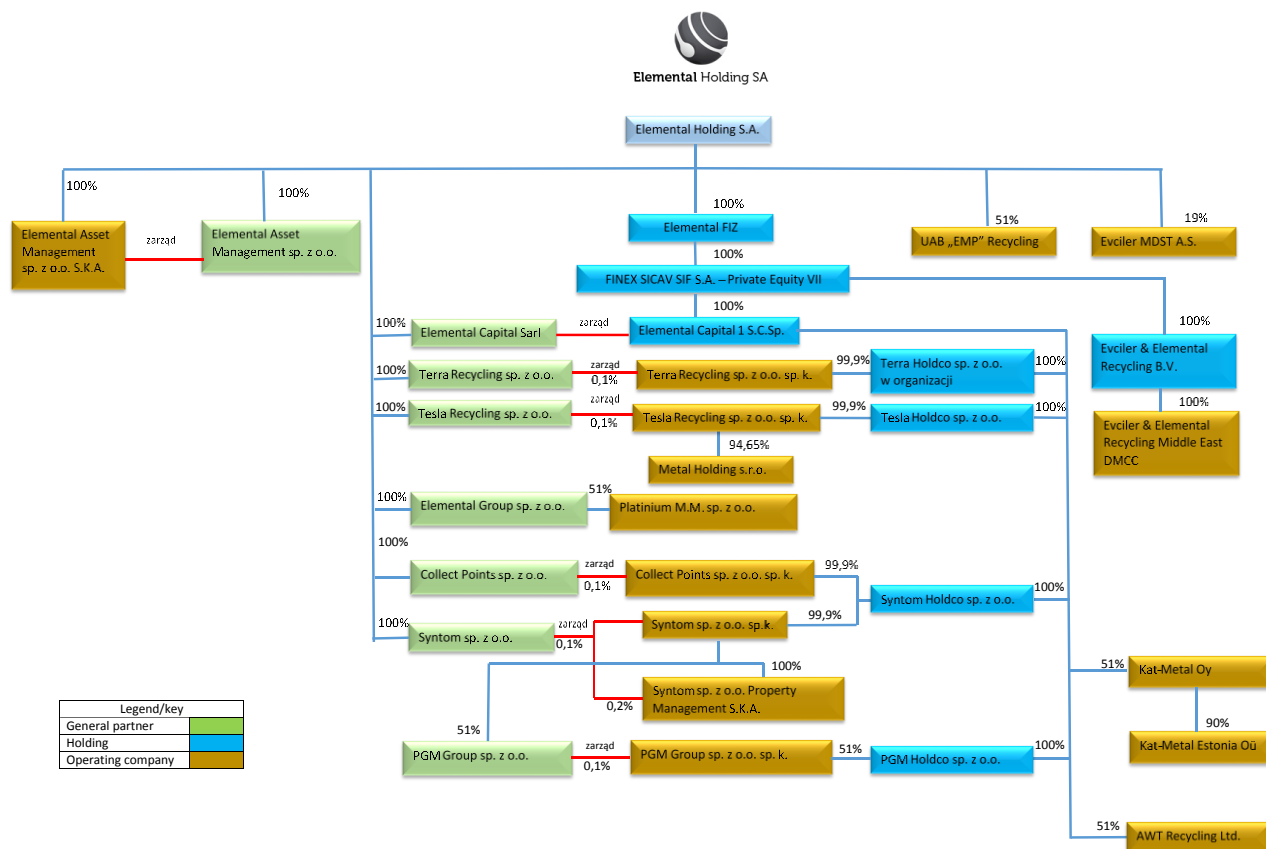 Elemental Holding SA
Elemental Holding S.A.
100%
100%
100%
51%
19%
Elemental Asset
Management
sp. z o.o. S.K.A.
zarząd
Elemental Asset
Management sp. z o.o.
Elemental FIZ
UAB „EMP” Recycling
Evciler MDST A.S.
100%
FINEX SICAV SIF S.A. – Private Equity VII
100%
100%
Elemental Capital Sarl
zarząd
Elemental Capital 1 S.C.Sp.
100%
Evciler & Elemental
Recycling B.V.
100%
Terra Recycling sp. z o.o.
zarząd
0,1%
Terra Recycling sp. z o.o. sp. k.
99,9%
Terra Holdco sp. z o.o.
w organizacji
100%
100%
Tesla Recycling sp. z o.o.
zarząd
0,1%
Tesla Recycling sp. z o.o. sp. k.
99,9%
Tesla Holdco sp. z o.o.
100%
100%
Evciler & Elemental
Recycling Middle East
DMCC
94,65%
Metal Holding s.r.o.
100%
Elemental Group sp. z o.o.
51%
Platinium M.M. sp. z o.o.
100%
Collect Points sp. z o.o.
zarząd
0,1%
Collect Points sp. z o.o. sp. k.
99,9%
Syntom Holdco sp. z o.o.
100%
100%
Syntom sp. z o.o.
zarząd
0,1%
Syntom sp. z o.o. sp.k.
99,9%
100%
0,2%
Syntom sp. z o.o. Property
Management S.K.A.
51%
Kat-Metal Oy
90%
Kat-Metal Estonia Oü
51%
PGM Group sp. z o.o.
zarząd
0,1%
PGM Group sp. z o.o. sp. k.
51%
PGM Holdco sp. z o.o.
100%
51%
AWT Recycling Ltd.
Legend/key
General partner
Holding
Operating company